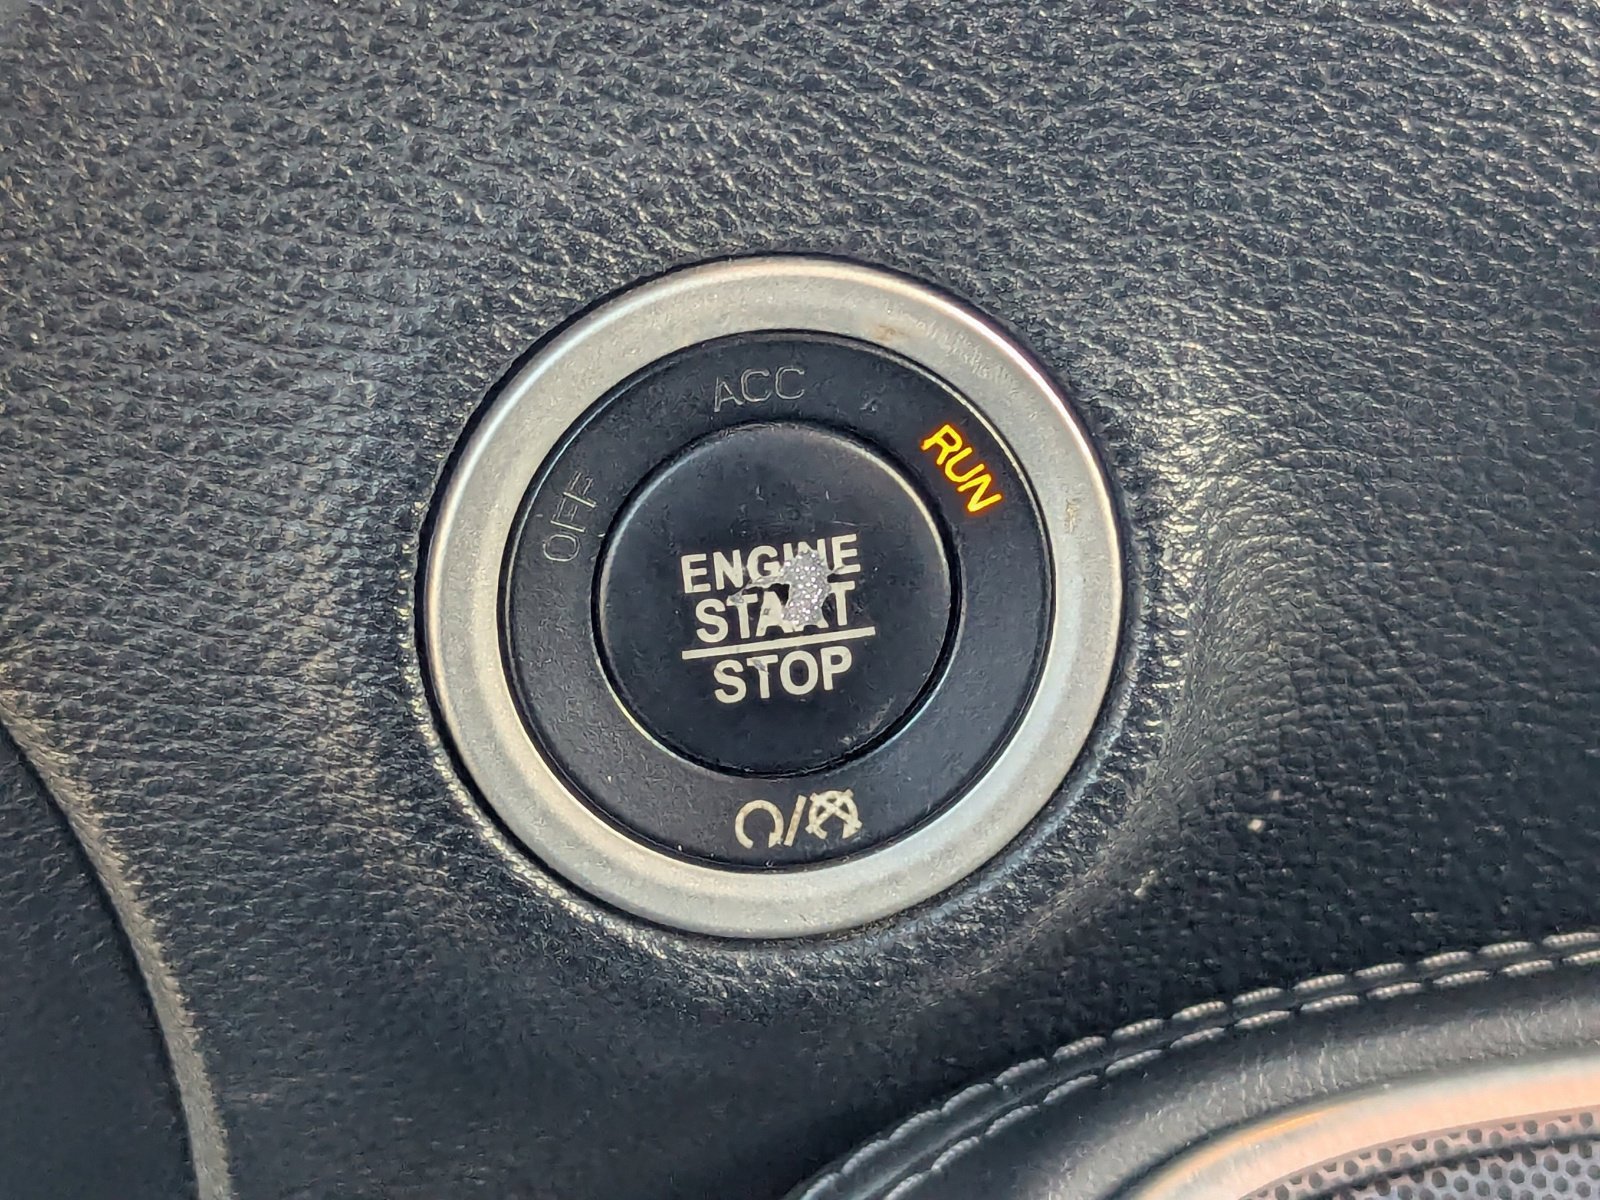 ACC
OFF
RUN
ENGINE
START
STOP